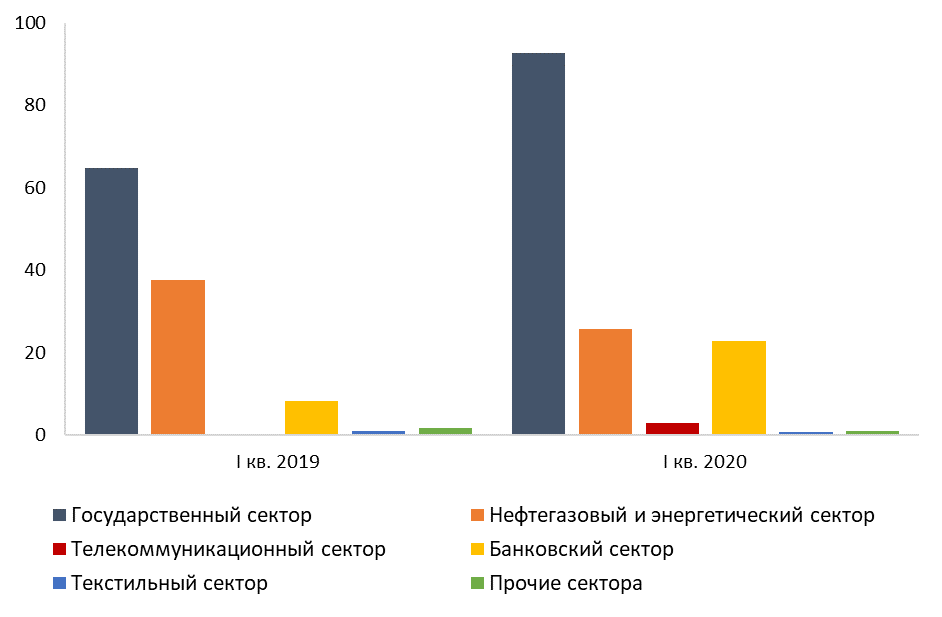 100
80
60
40
20
0
I кв. 2019 I кв. 2020
Государственный сектор Нефтегазовый и энергетический сектор
Телекоммуникационный сектор Банковский сектор
Текстильный сектор Прочие сектора